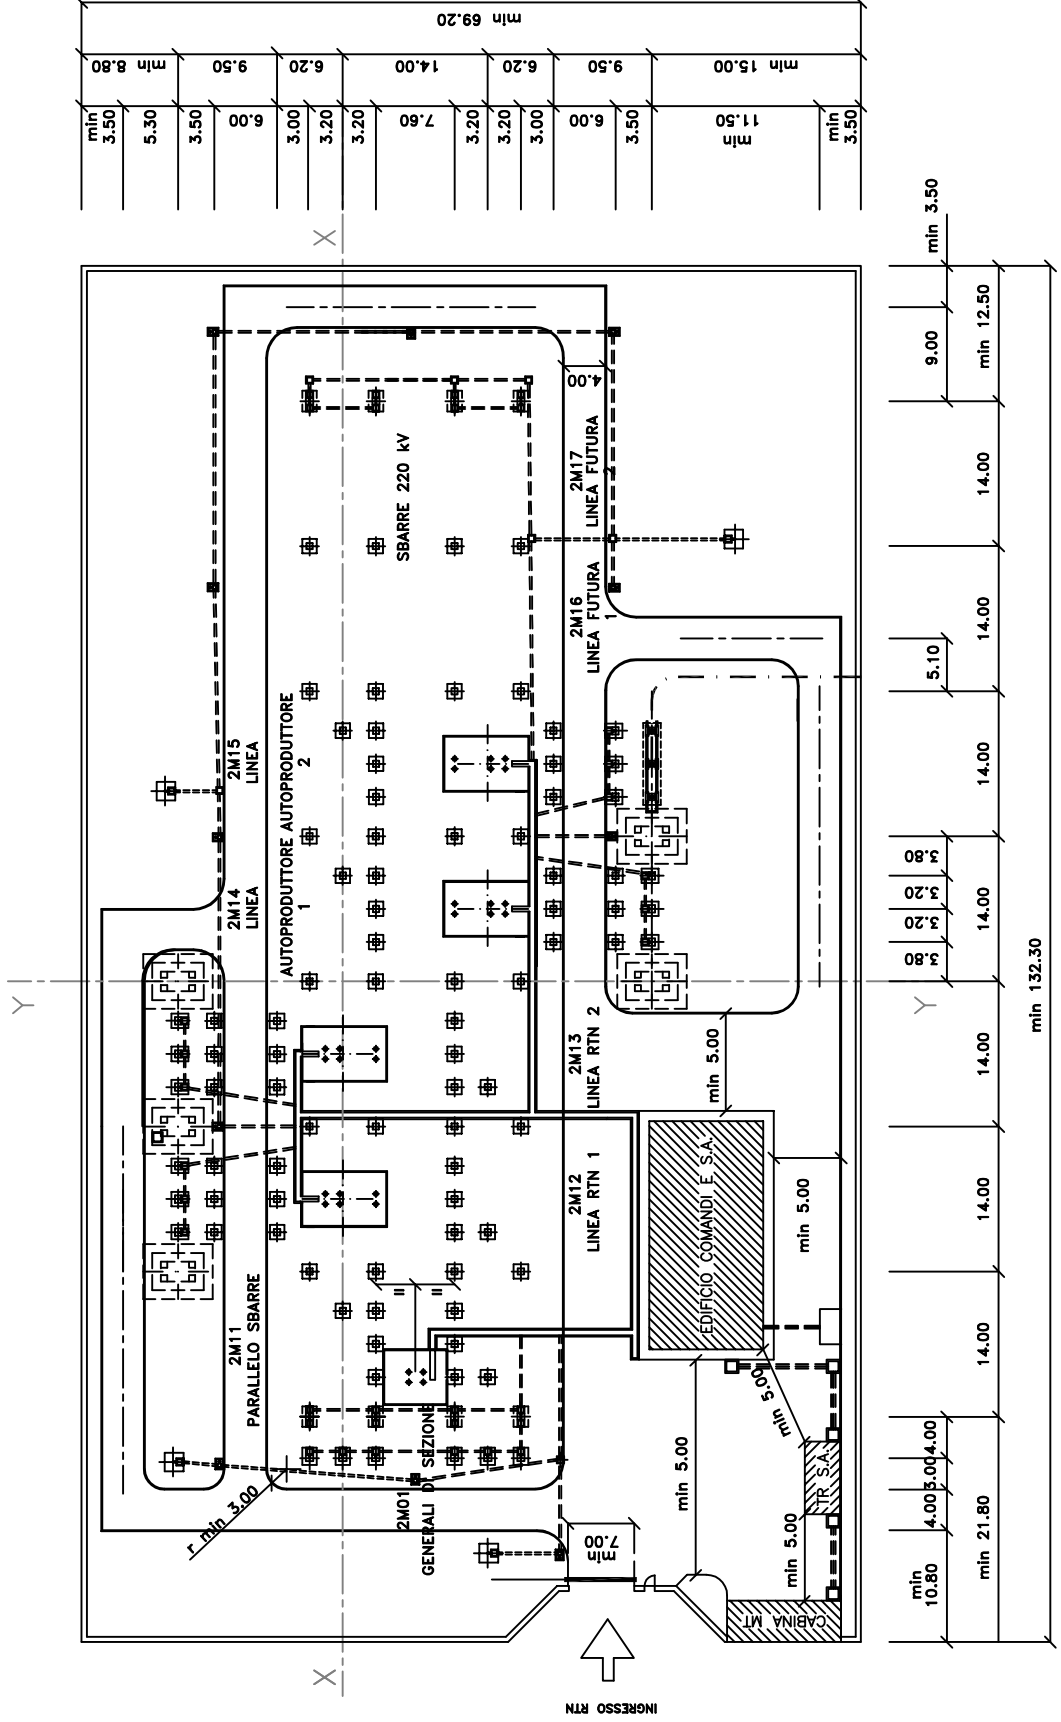 min 69.20
min 8.80
9.50
6.20
14.00
6.20
9.50
min 15.00
min
3.50
5.30
3.50
6.00
3.00
3.20
3.20
7.60
3.20
3.20
3.00
6.00
3.50
min
11.50
min
3.50
X
4.00
SBARRE 220 kV
2M17
LINEA FUTURA
2
2M16
LINEA FUTURA
1
2M15
LINEA
2M14
LINEA
AUTOPRODUTTORE AUTOPRODUTTORE
1
2
Y
Y
2M13
LINEA RTN 2
2M12
LINEA RTN 1
min 5.00
EDIFICIO COMANDI E S.A.
min 5.00
=
=
2M11
PARALLELO SBARRE
min 5.00
r min 3.00
2M01
GENERALI DI SEZIONE
min 5.00
min
7.00
TR S.A.
min 5.00
CABINA MT
X
INGRESSO RTN
min 3.50
9.00
min 12.50
14.00
14.00
5.10
14.00
3.80
3.20
3.20
3.80
14.00
14.00
14.00
14.00
4.00
3.00
4.00
min
10.80
min 21.80
min 132.30